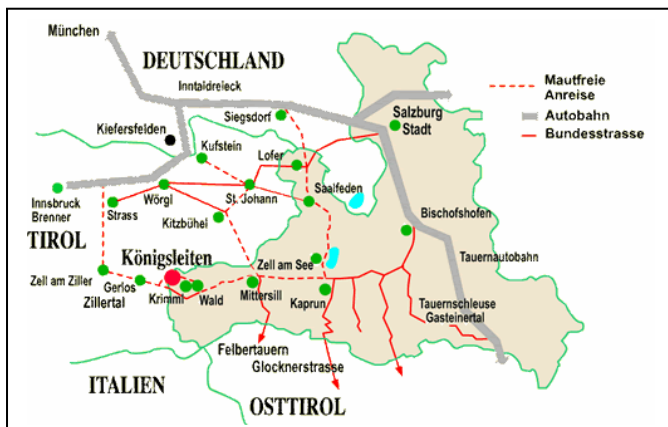 München
DEUTSCHLAND
Inntaldreieck
Mautfreie
Anreise
Autobahn
Bundesstrasse
Siegsdorf
Salzburg
Stadt
Kiefersfelden
Kufstein
Lofer
Innsbruck
Brenner
Strass
Wörgl
St. Johann
Saalfeden
Kitzbühel
Bischofshofen
TIROL
Königsleiten
Zell am See
Tauernautobahn
Zell am Ziller
Gerlos
Zillertal
Krimml
Wald
Mittersill
Kaprun
Tauernschleuse
Gasteinertal
Felbertauern
Glocknerstrasse
ITALIEN
OSTTIROL